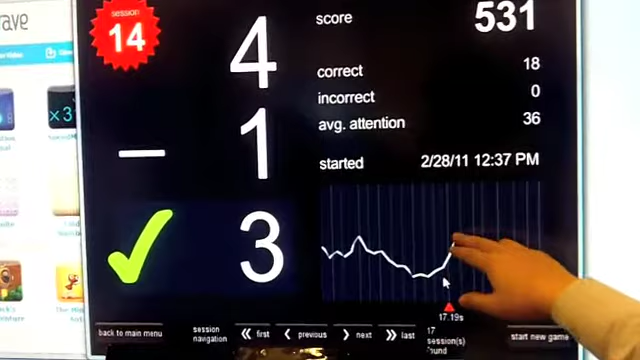 session
14
4
− 1
3
score 531
correct 18
incorrect 0
avg. attention 36
started 2/28/11 12:37 PM
17.19s
back to main menu
session
navigation
first
previous
next
last
17
session(s)
found
start new game